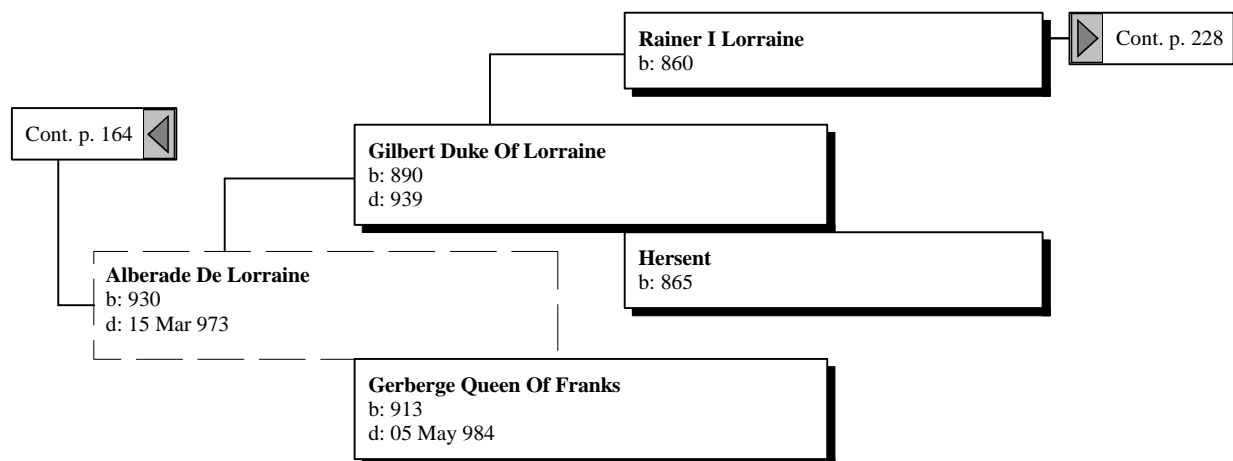 Rainer I Lorraine
b: 860
Cont. p. 228
Cont. p. 164
Gilbert Duke Of Lorraine
b: 890
d: 939
Hersent
b: 865
Alberade De Lorraine
b: 930
d: 15 Mar 973
Gerberge Queen Of Franks
b: 913
d: 05 May 984